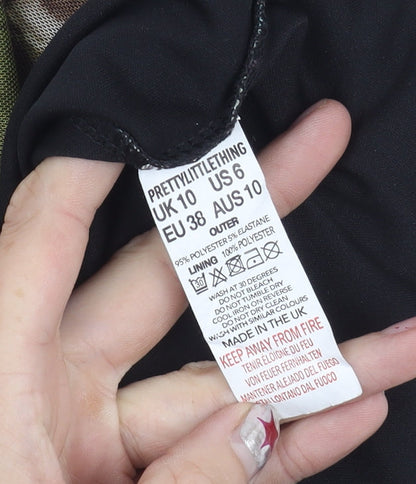 PRETTYLITTLETHING
UK 10 US 6
EU 38 AUS 10
OUTER
95% POLYESTER 5% ELASTANE
LINING 100% POLYESTER
30
WASH AT 30 DEGREES
DO NOT BLEACH
DO NOT TUMBLE DRY
COOL IRON ON REVERSE
DO NOT DRY CLEAN
WASH WITH SIMILAR COLOURS
MADE IN THE UK
KEEP AWAY FROM FIRE
TENIR ÉLOIGNE DU FEU
VON FEUER FERNHALTEN
MANTENER ALEJADO DEL FUEGO
LONTANO DAL FUOCO